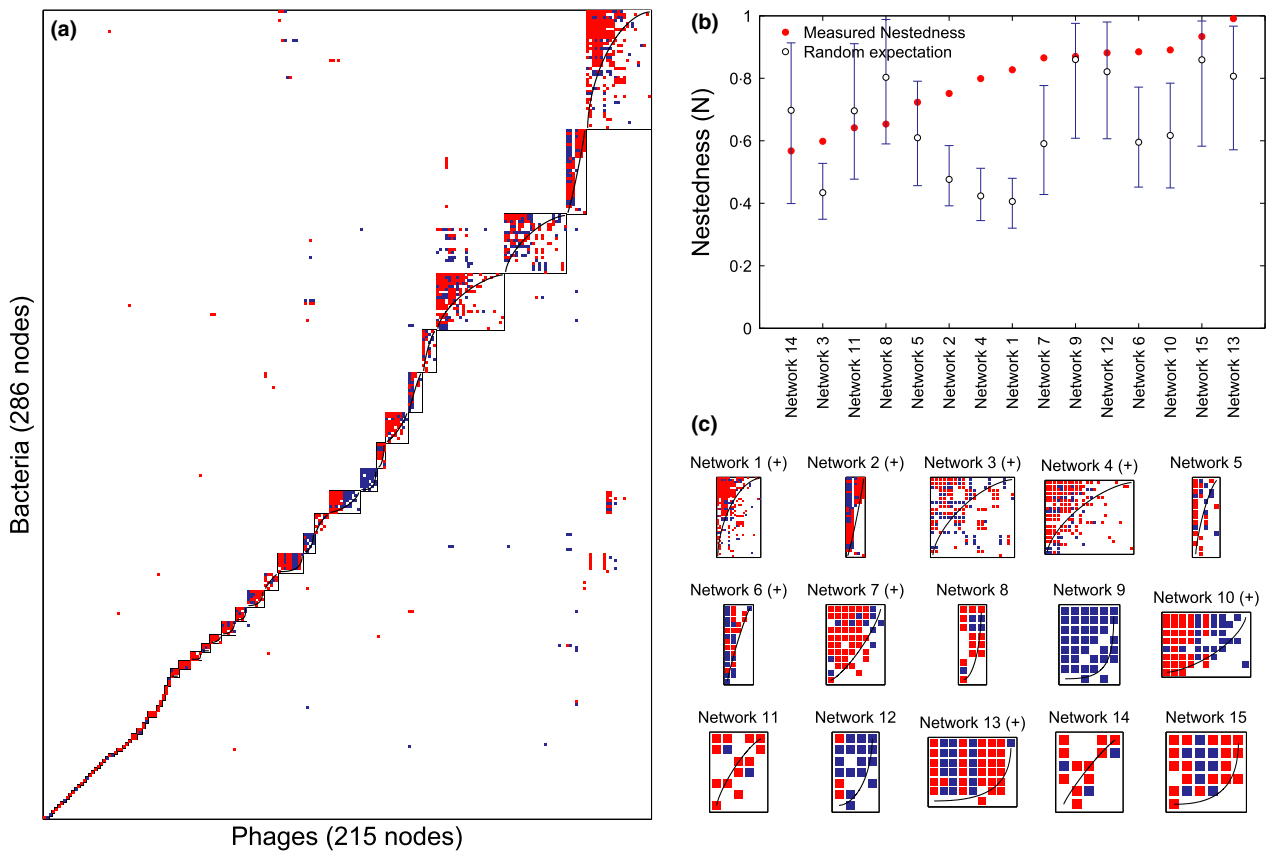 (a)
Bacteria (286 nodes)
Phages (215 nodes)
(b)
Measured Nestedness
Random expectation
Nestedness (N)
1
0·8
0·6
0·4
0·2
0
Network 14
Network 3
Network 11
Network 8
Network 5
Network 2
Network 4
Network 1
Network 7
Network 9
Network 12
Network 6
Network 10
Network 15
Network 13
(c)
Network 1 (+) Network 2 (+) Network 3 (+) Network 4 (+) Network 5
Network 6 (+) Network 7 (+) Network 8 Network 9 Network 10 (+)
Network 11 Network 12 Network 13 (+) Network 14 Network 15